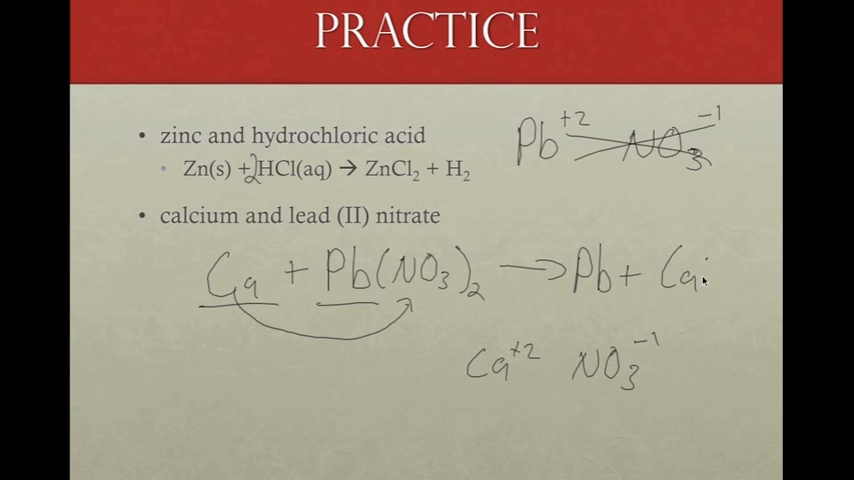 PRACTICE
• zinc and hydrochloric acid
Pb⁺² NO₃⁻¹
• Zn(s) + 2HCl(aq) → ZnCl₂ + H₂
• calcium and lead (II) nitrate
Ca + Pb(NO₃)₂ → Pb + Ca
Ca⁺² NO₃⁻¹